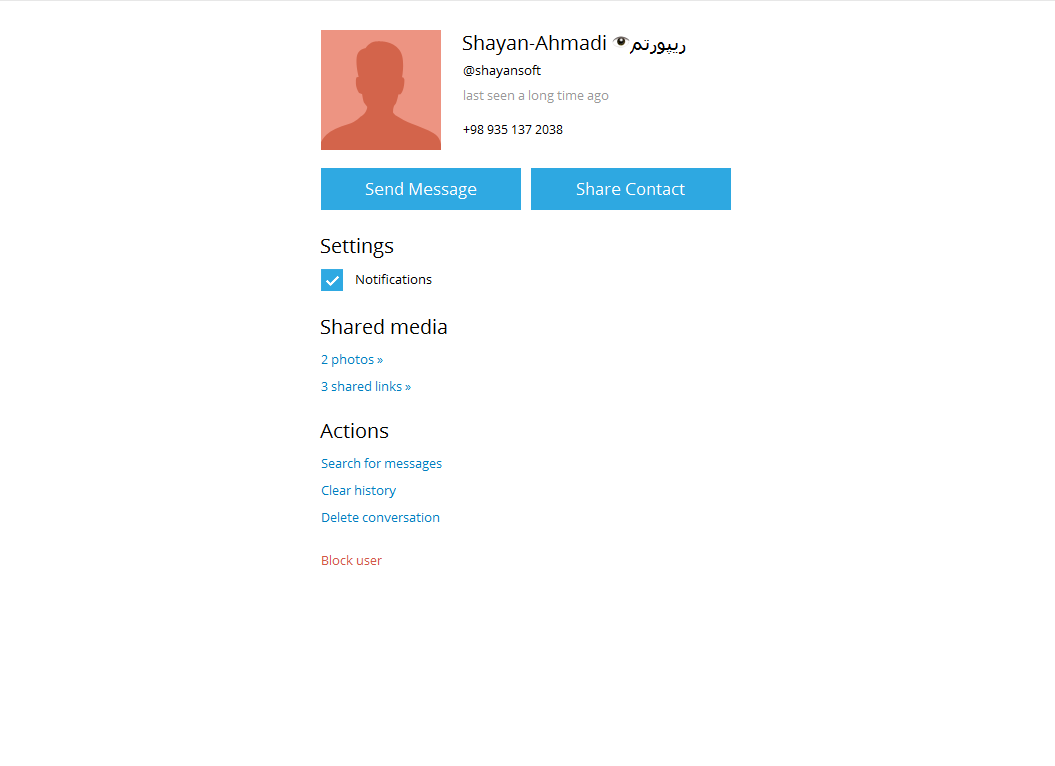 Shayan-Ahmadi 👁ریپورتم
@shayansoft
last seen a long time ago
+98 935 137 2038
Send Message
Share Contact
Settings
Notifications
Shared media
2 photos »
3 shared links »
Actions
Search for messages
Clear history
Delete conversation
Block user